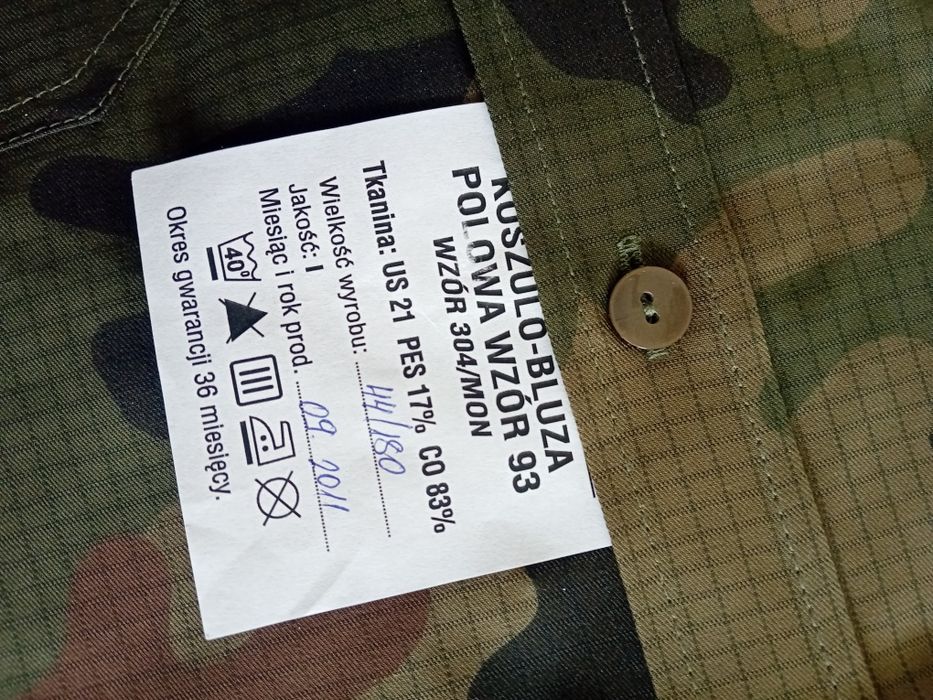 KOSZULO-BLUZA
POLOWA WZÓR 93
WZÓR 304/MON
Tkanina: US 21 PES 17% CO 83%
Wielkość wyrobu: 44/180
Jakość: I
Miesiąc i rok prod. 09. 2011
40°
Okres gwarancji 36 miesięcy.